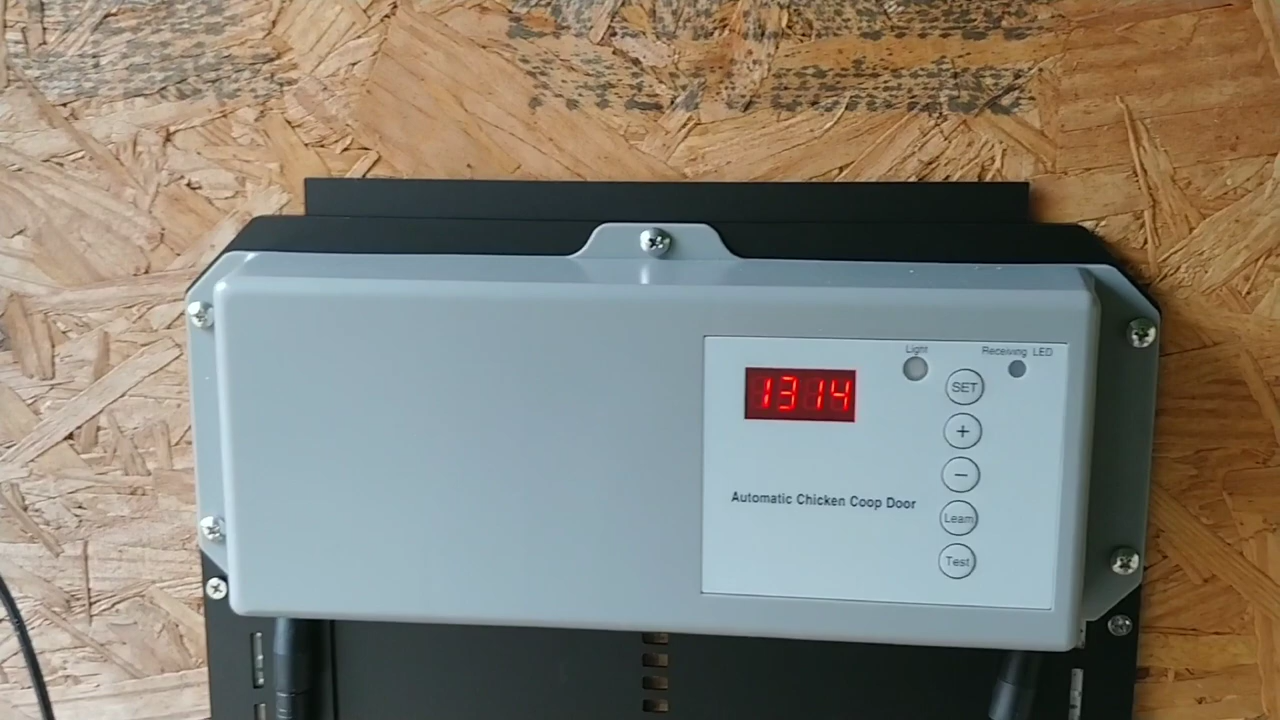 Light
Receiving LED
1314
SET
+
−
Automatic Chicken Coop Door
Learn
Test